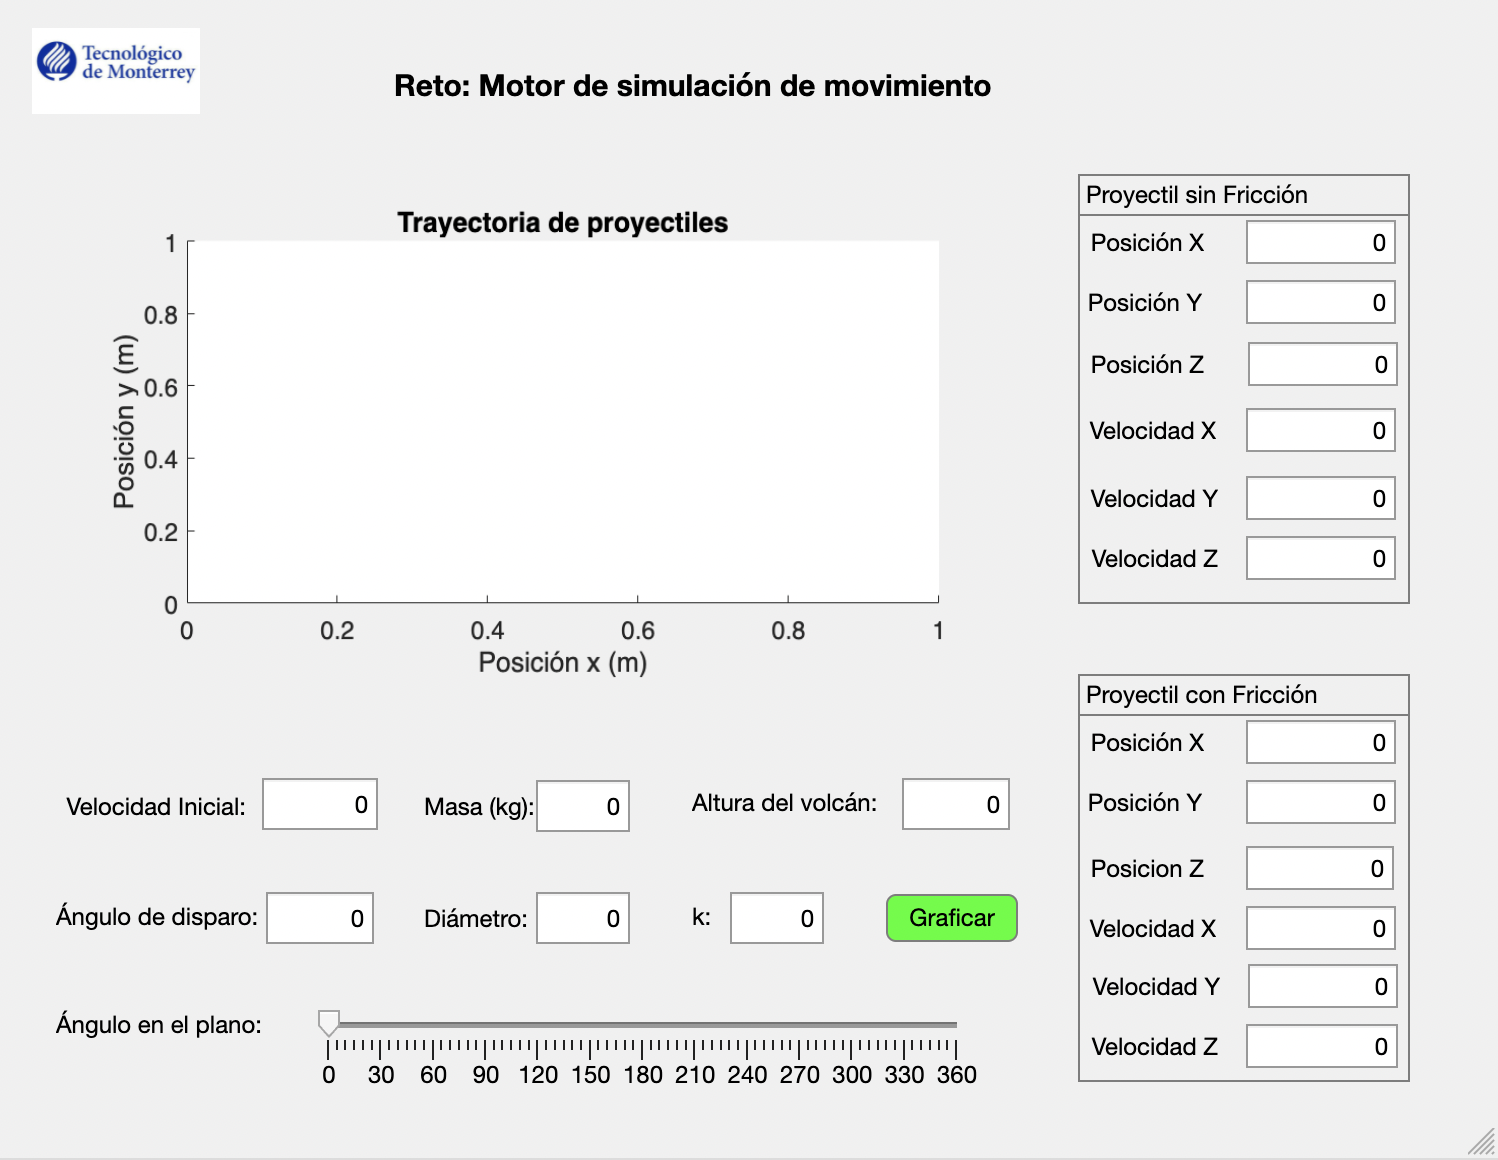 Tecnológico
de Monterrey
Reto: Motor de simulación de movimiento
Trayectoria de proyectiles
1
0.8
0.6
0.4
0.2
0
Posición y (m)
0 0.2 0.4 0.6 0.8 1
Posición x (m)
Velocidad Inicial: 0 Masa (kg): 0 Altura del volcán: 0
Ángulo de disparo: 0 Diámetro: 0 k: 0 Graficar
Ángulo en el plano:
0 30 60 90 120 150 180 210 240 270 300 330 360
Proyectil sin Fricción
Posición X 0
Posición Y 0
Posición Z 0
Velocidad X 0
Velocidad Y 0
Velocidad Z 0
Proyectil con Fricción
Posición X 0
Posición Y 0
Posicion Z 0
Velocidad X 0
Velocidad Y 0
Velocidad Z 0